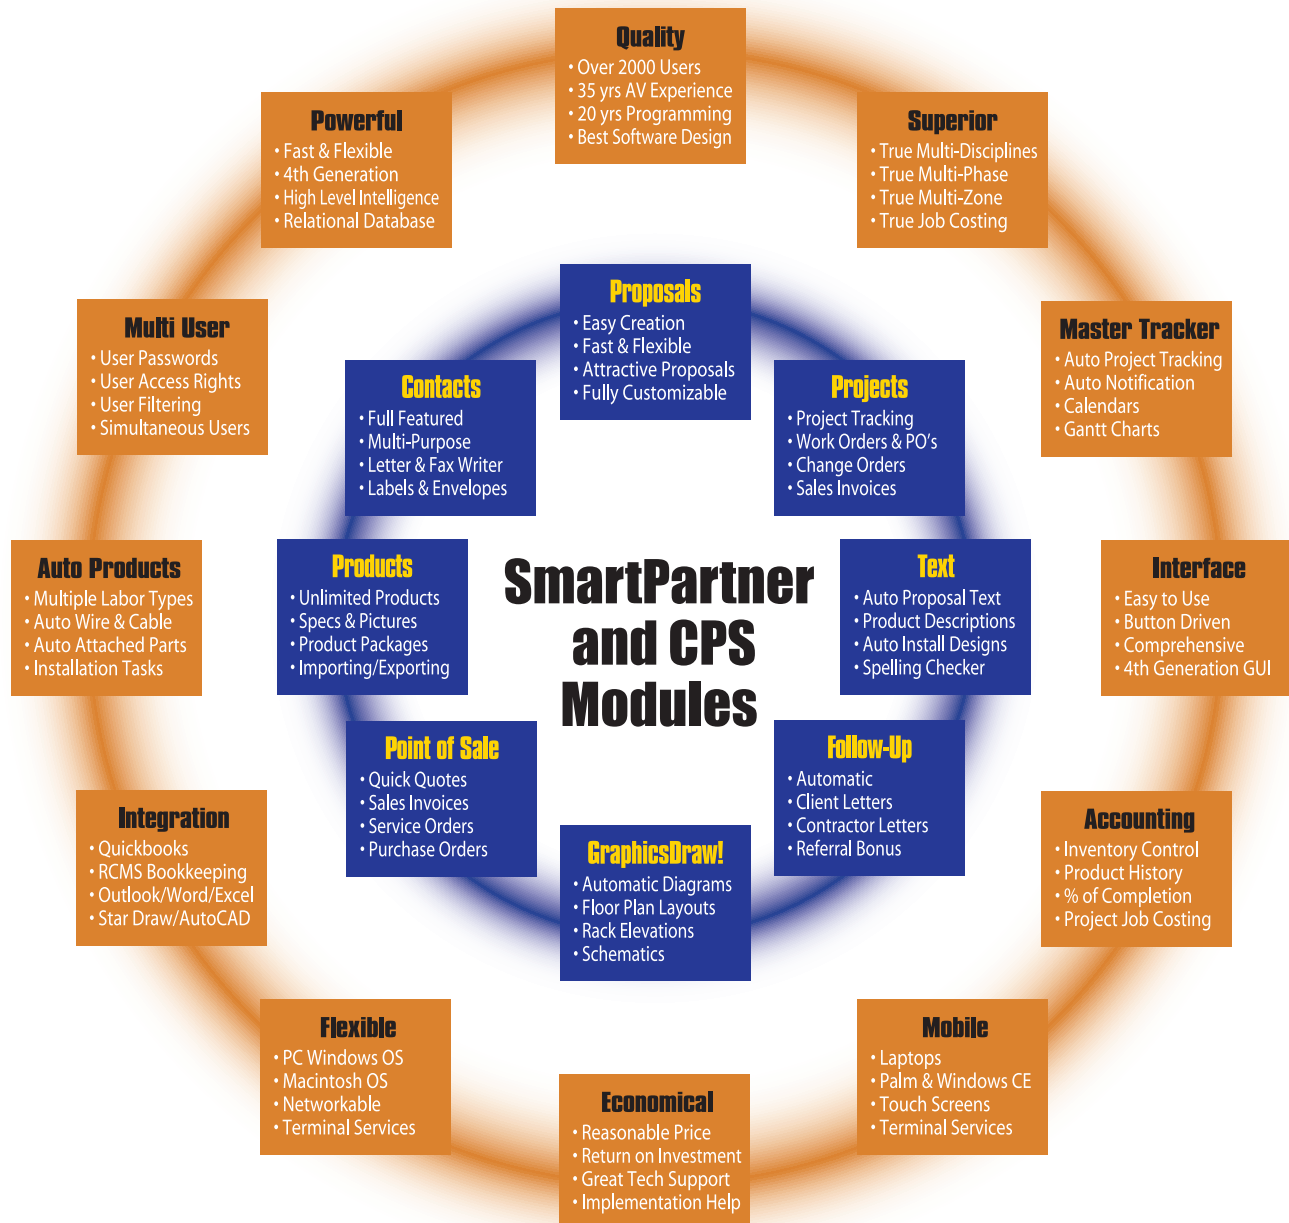 Quality
• Over 2000 Users
• 35 yrs AV Experience
• 20 yrs Programming
• Best Software Design
Powerful
• Fast & Flexible
• 4th Generation
• High Level Intelligence
• Relational Database
Superior
• True Multi-Disciplines
• True Multi-Phase
• True Multi-Zone
• True Job Costing
Multi User
• User Passwords
• User Access Rights
• User Filtering
• Simultaneous Users
Proposals
• Easy Creation
• Fast & Flexible
• Attractive Proposals
• Fully Customizable
Master Tracker
• Auto Project Tracking
• Auto Notification
• Calendars
• Gantt Charts
Contacts
• Full Featured
• Multi-Purpose
• Letter & Fax Writer
• Labels & Envelopes
Projects
• Project Tracking
• Work Orders & PO's
• Change Orders
• Sales Invoices
Auto Products
• Multiple Labor Types
• Auto Wire & Cable
• Auto Attached Parts
• Installation Tasks
Products
• Unlimited Products
• Specs & Pictures
• Product Packages
• Importing/Exporting
SmartPartner
and CPS
Modules
Text
• Auto Proposal Text
• Product Descriptions
• Auto Install Designs
• Spelling Checker
Interface
• Easy to Use
• Button Driven
• Comprehensive
• 4th Generation GUI
Point of Sale
• Quick Quotes
• Sales Invoices
• Service Orders
• Purchase Orders
Follow-Up
• Automatic
• Client Letters
• Contractor Letters
• Referral Bonus
Integration
• Quickbooks
• RCMS Bookkeeping
• Outlook/Word/Excel
• Star Draw/AutoCAD
GraphicsDraw!
• Automatic Diagrams
• Floor Plan Layouts
• Rack Elevations
• Schematics
Accounting
• Inventory Control
• Product History
• % of Completion
• Project Job Costing
Flexible
• PC Windows OS
• Macintosh OS
• Networkable
• Terminal Services
Mobile
• Laptops
• Palm & Windows CE
• Touch Screens
• Terminal Services
Economical
• Reasonable Price
• Return on Investment
• Great Tech Support
• Implementation Help